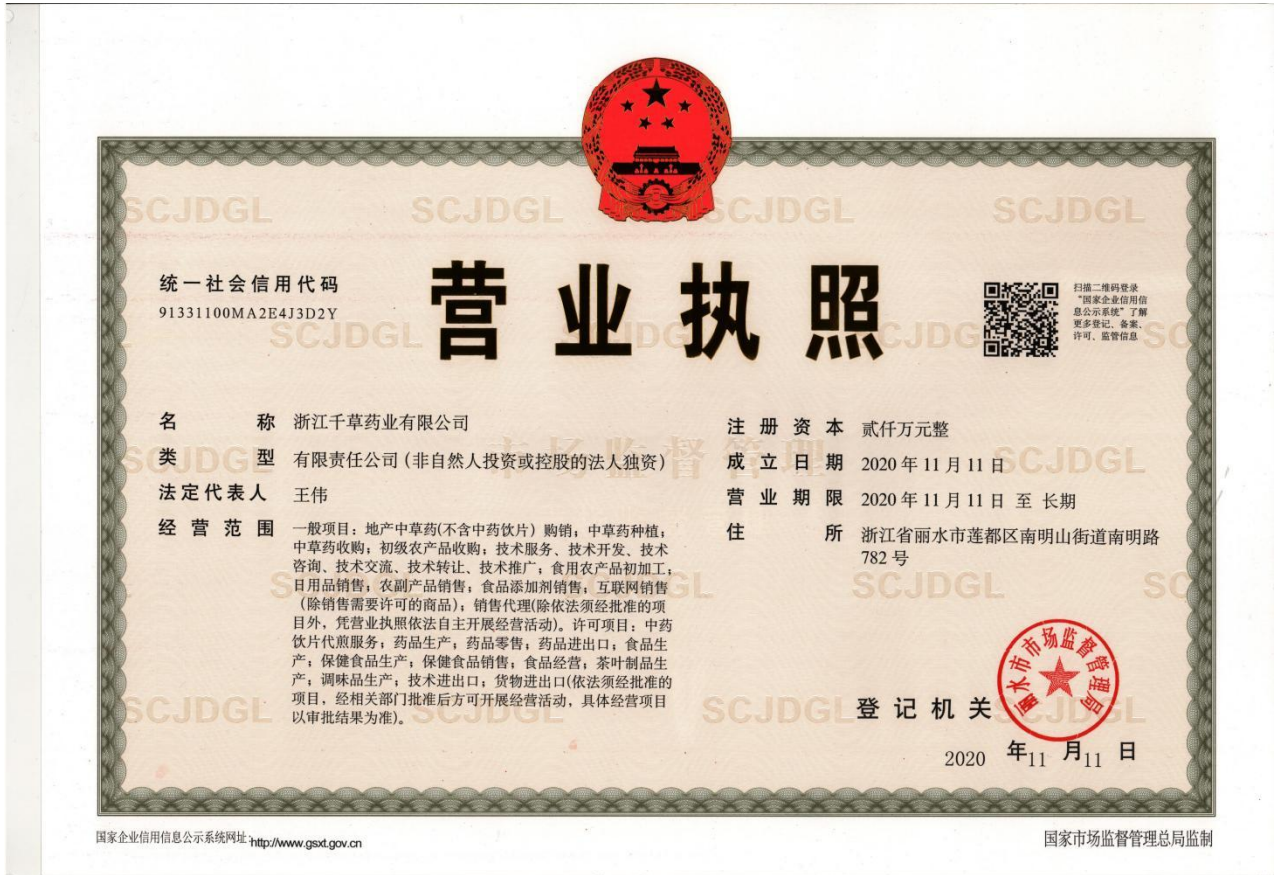 营业执照
统一社会信用代码
91331100MA2E4J3D2Y
扫描二维码登录
“国家企业信用信
息公示系统”了解
更多登记、备案、
许可、监管信息
名称 浙江千草药业有限公司
类型 有限责任公司(非自然人投资或控股的法人独资)
法定代表人 王伟
经营范围 一般项目：地产中草药(不含中药饮片）购销；中草药种植；
中草药收购；初级农产品收购；技术服务、技术开发、技术
咨询、技术交流、技术转让、技术推广；食用农产品初加工；
日用品销售；农副产品销售；食品添加剂销售；互联网销售
（除销售需要许可的商品）；销售代理(除依法须经批准的项
目外，凭营业执照依法自主开展经营活动)。许可项目：中药
饮片代煎服务；药品生产；药品零售；药品进出口；食品生
产；保健食品生产；保健食品销售；食品经营；茶叶制品生
产；调味品生产；技术进出口；货物进出口(依法须经批准的
项目，经相关部门批准后方可开展经营活动，具体经营项目
以审批结果为准)。
注册资本 贰仟万元整
成立日期 2020年11月11日
营业期限 2020年11月11日 至 长期
住所 浙江省丽水市莲都区南明山街道南明路
782号
登记机关
丽水市市场监督管理局
2020 年11 月11 日
国家企业信用信息公示系统网址:http://www.gsxt.gov.cn
国家市场监督管理总局监制
SCJDGL
市场监督管理